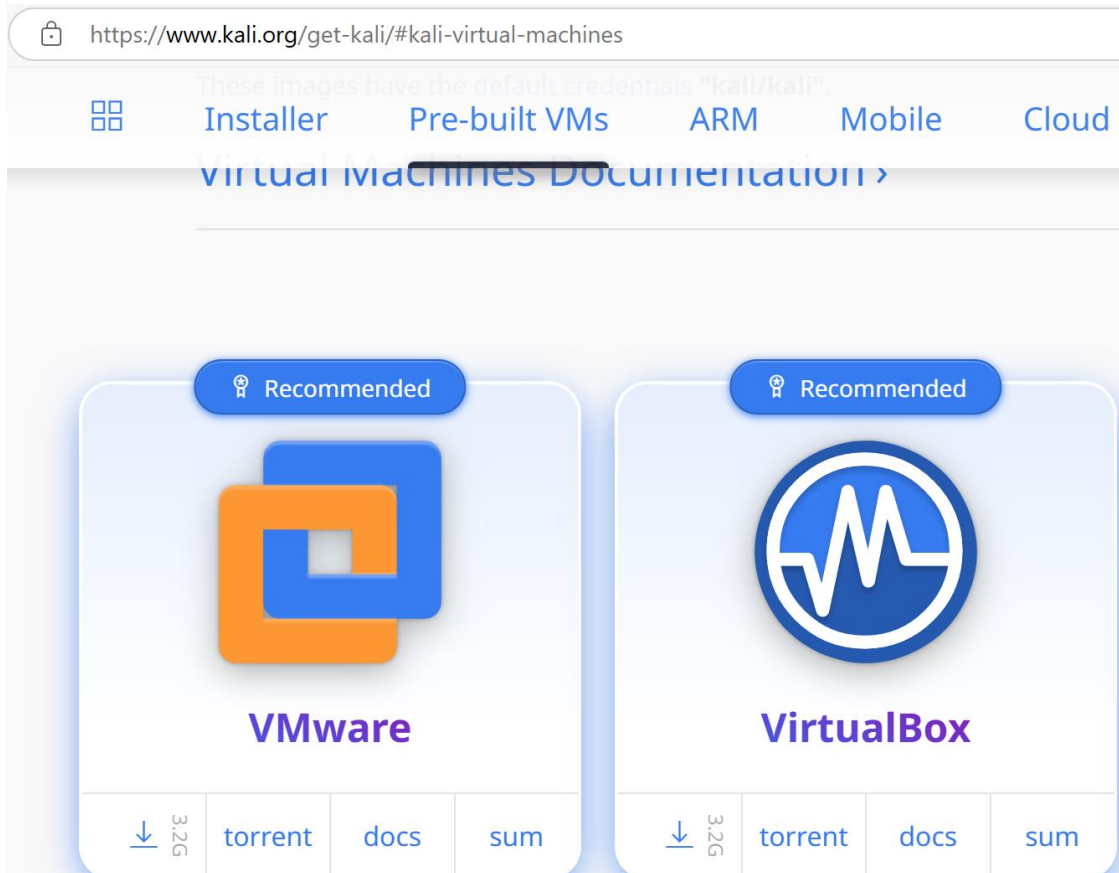 https://www.kali.org/get-kali/#kali-virtual-machines
These images have the default credentials "kali/kali".
Installer Pre-built VMs ARM Mobile Cloud
Virtual Machines Documentation ›
Recommended Recommended
VMware VirtualBox
3.2G torrent docs sum 3.2G torrent docs sum